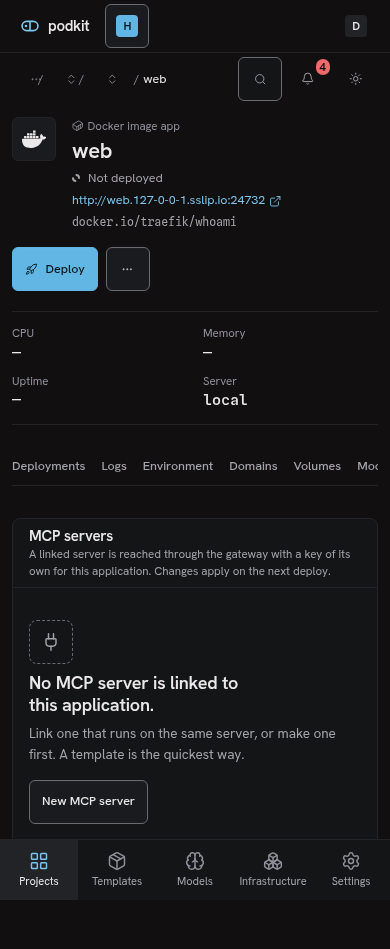 podkit
H
D
··/
/
/ web
4
Docker image app
web
Not deployed
http://web.127-0-0-1.sslip.io:24732
docker.io/traefik/whoami
Deploy
···
CPU
—
Memory
—
Uptime
—
Server
local
Deployments
Logs
Environment
Domains
Volumes
Moc
MCP servers
A linked server is reached through the gateway with a key of its
own for this application. Changes apply on the next deploy.
No MCP server is linked to
this application.
Link one that runs on the same server, or make one
first. A template is the quickest way.
New MCP server
Projects
Templates
Models
Infrastructure
Settings